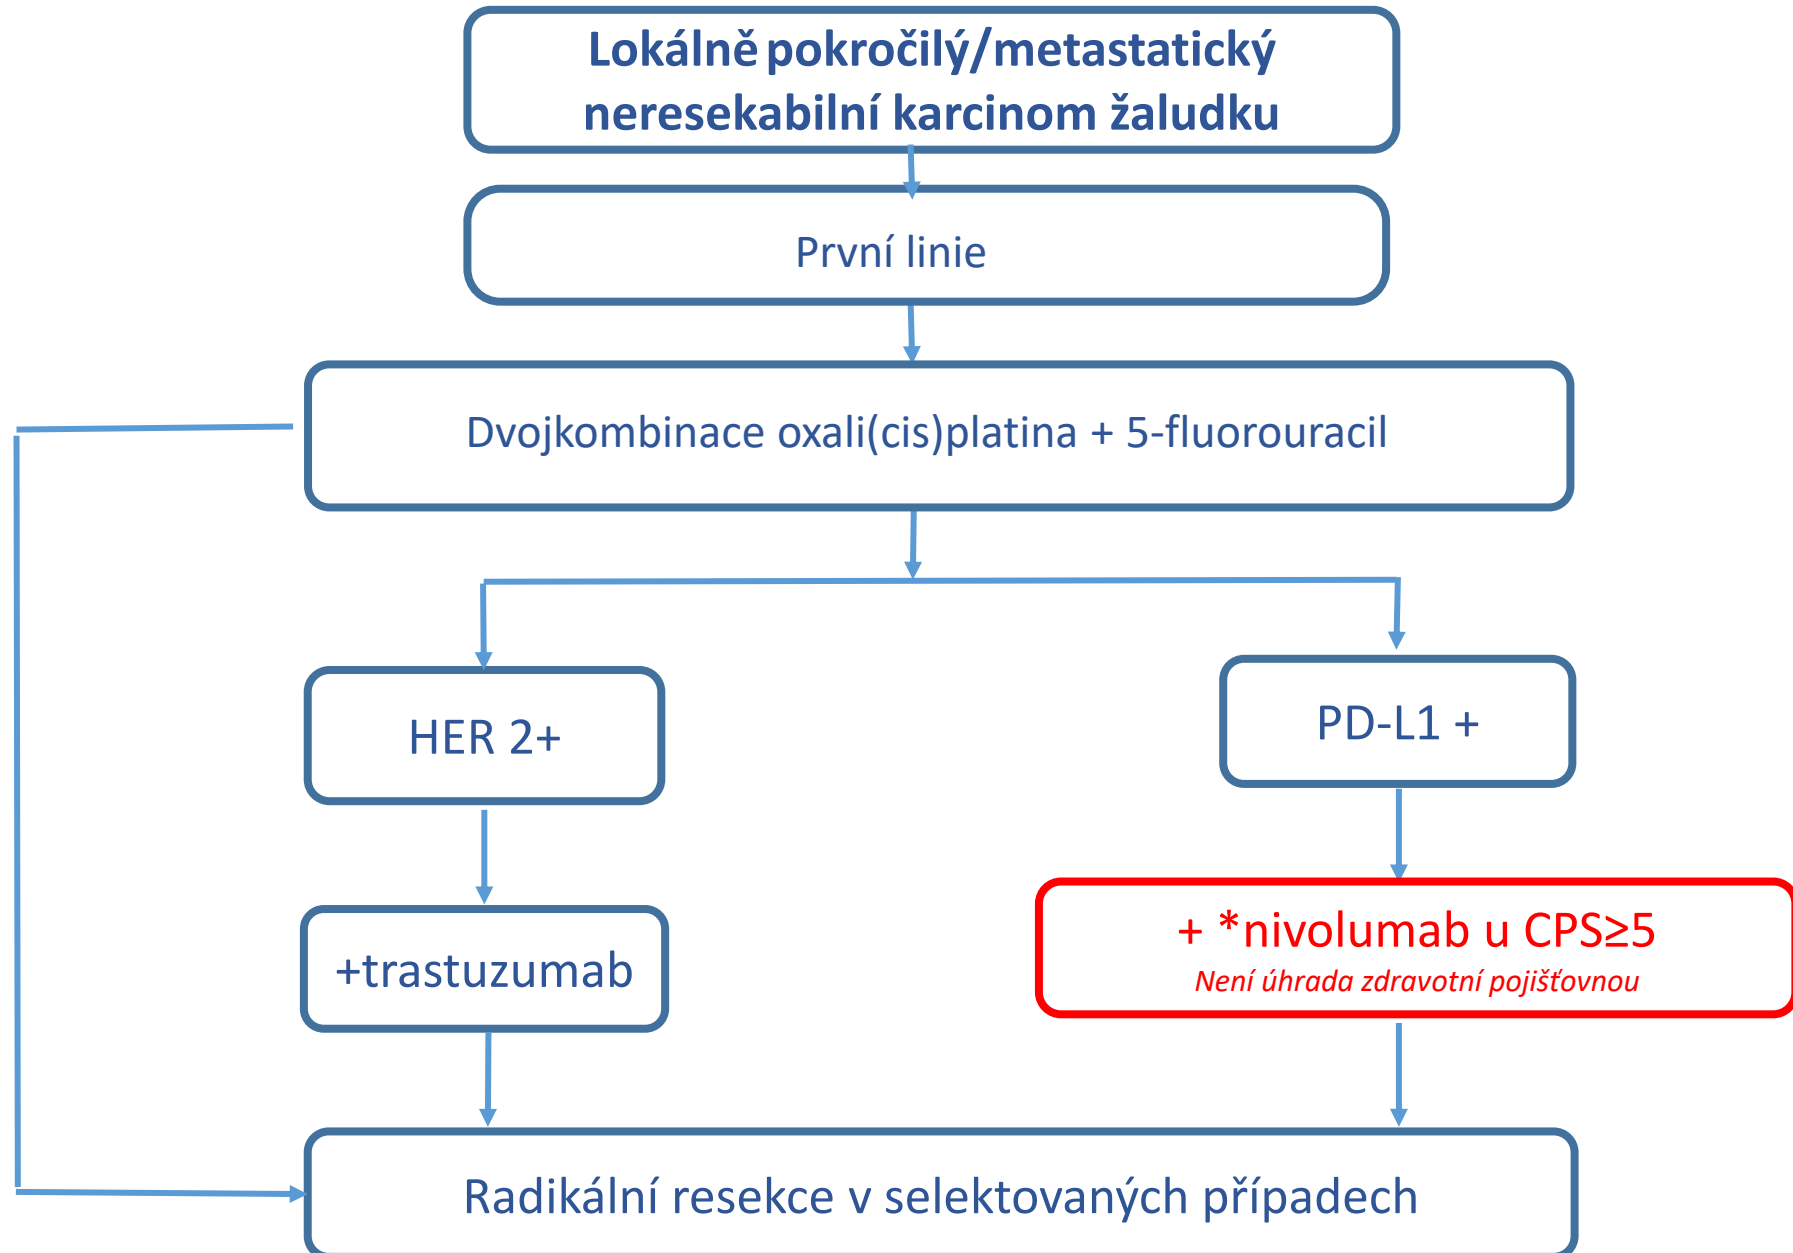 Lokálně pokročilý/metastatický
neresekabilní karcinom žaludku
První linie
Dvojkombinace oxali(cis)platina + 5-fluorouracil
HER 2+
PD-L1 +
+trastuzumab
+ *nivolumab u CPS≥5
Není úhrada zdravotní pojišťovnou
Radikální resekce v selektovaných případech